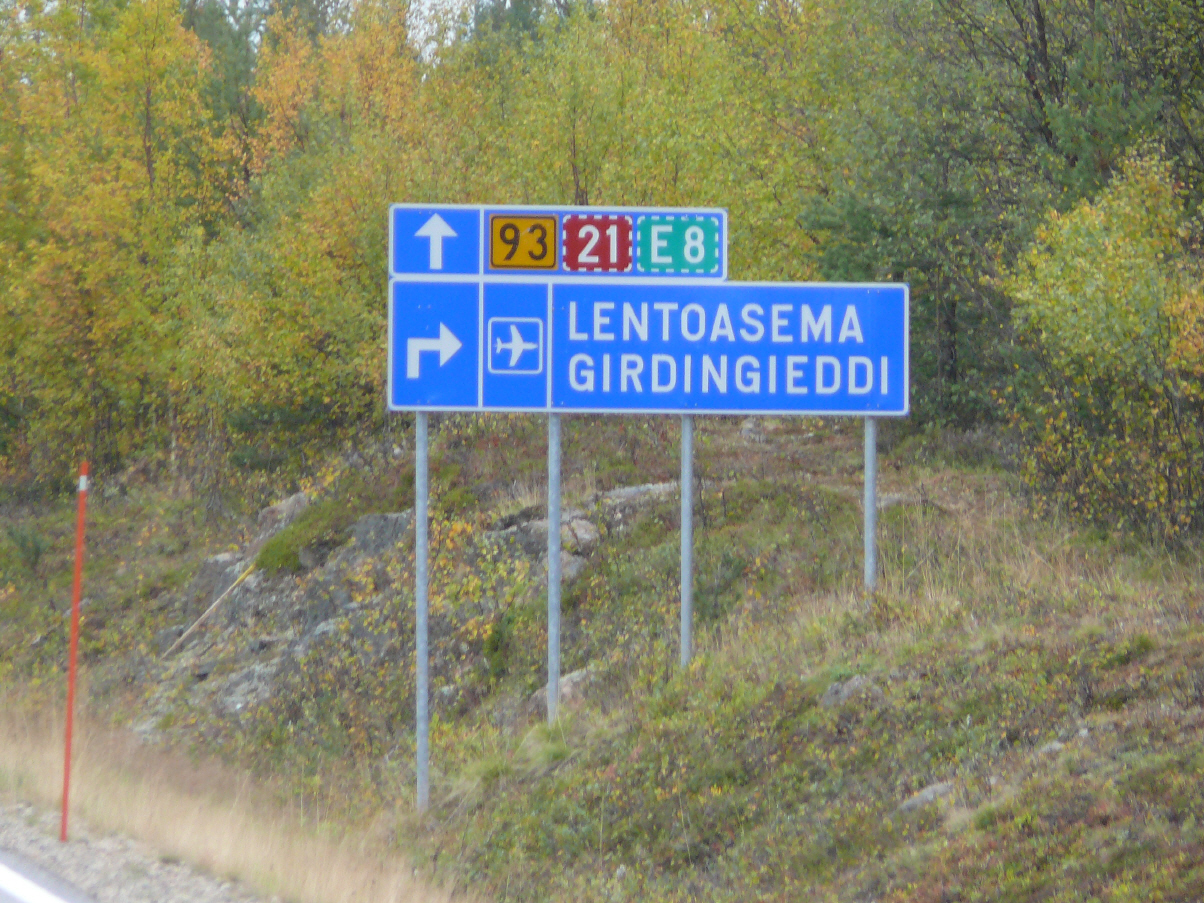 93 21 E8
LENTOASEMA
GIRDINGIEDDI